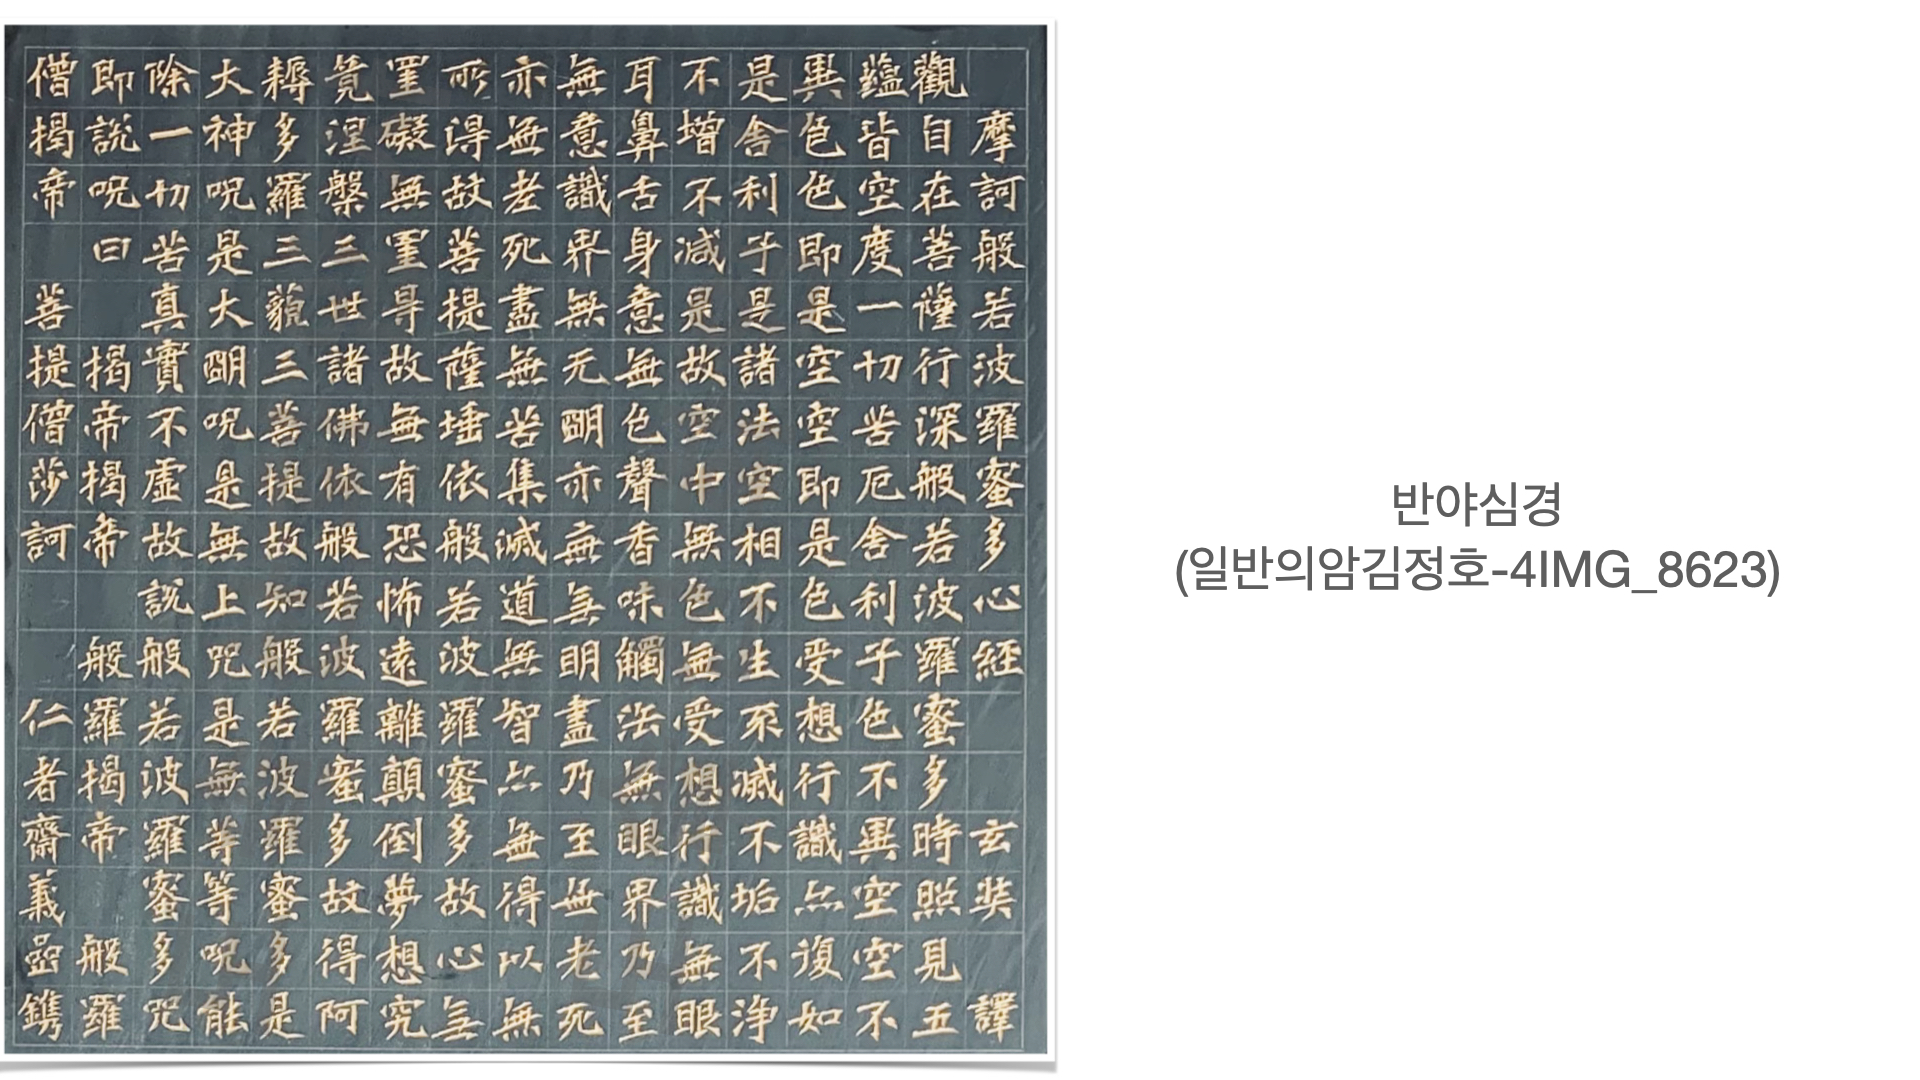 摩訶般若波羅蜜多心經 玄奘 譯
觀自在菩薩行深般若波羅蜜多時照見五
蘊皆空度一切苦厄舍利子色不異空空不
異色色即是空空即是色受想行識亦復如
是舍利子是諸法空相不生不滅不垢不淨
不增不減是故空中無色無受想行識無眼
耳鼻舌身意無色聲香味觸法無眼界乃至
無意識界無无明亦無無明盡乃至無老死
亦無老死盡無苦集滅道無智亦無得以無
所得故菩提薩埵依般若波羅蜜多故心無
罣礙無罣㝵故無有恐怖遠離顛倒夢想究
竟涅槃三世諸佛依般若波羅蜜多故得阿
耨多羅三藐三菩提故知般若波羅蜜多是
大神呪是大明呪是無上呪是無等等呪能
除一切苦真實不虛故說般若波羅蜜多呪
即說呪曰 揭帝揭帝 般羅揭帝 般羅
僧揭帝 菩提僧莎訶 仁者齋義嵒鐫
반야심경
(일반의암김정호-4IMG_8623)